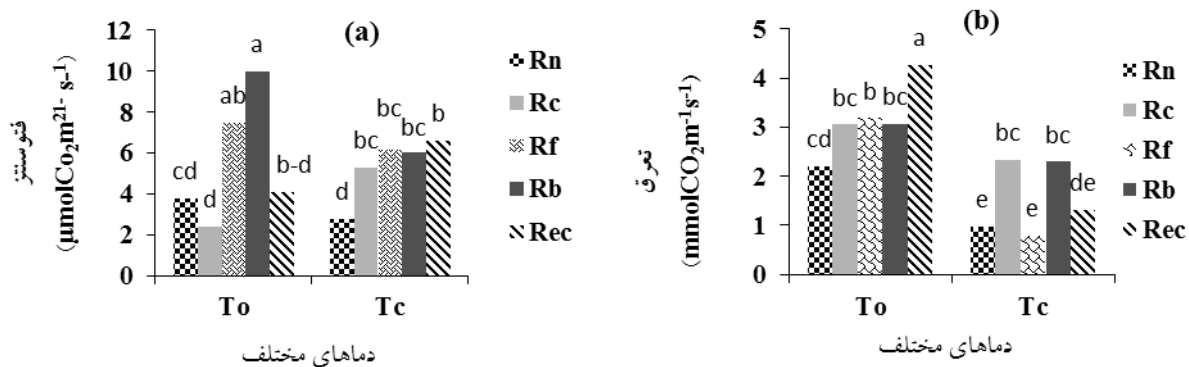 (a)
فتوسنتز
(µmolCo₂m²¹⁻ s⁻¹)
12
10
8
6
4
2
0
cd
d
ab
a
b-d
d
bc
bc
bc
b
To
Tc
دماهای مختلف
Rn
Rc
Rf
Rb
Rec
(b)
تعرق
(mmolCO₂m⁻¹s⁻¹)
5
4
3
2
1
0
cd
bc
b
bc
a
e
bc
e
bc
de
To
Tc
دماهای مختلف
Rn
Rc
Rf
Rb
Rec